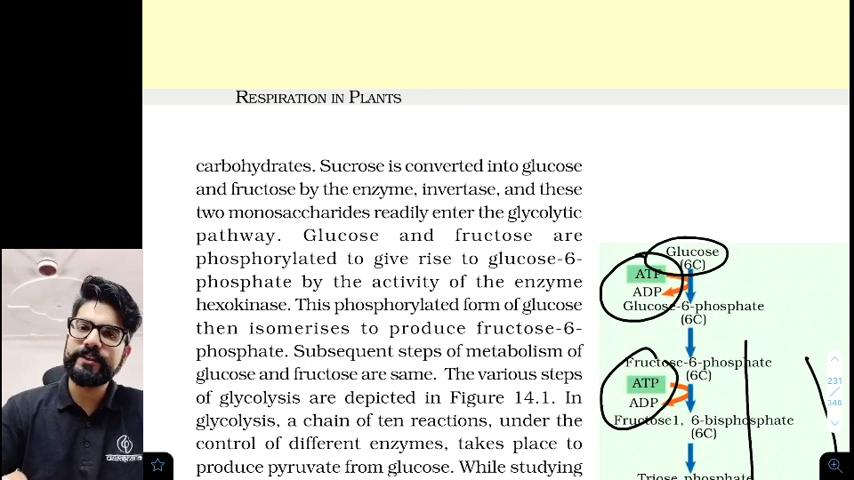 RESPIRATION IN PLANTS
carbohydrates. Sucrose is converted into glucose
and fructose by the enzyme, invertase, and these
two monosaccharides readily enter the glycolytic
pathway. Glucose and fructose are
phosphorylated to give rise to glucose-6-
phosphate by the activity of the enzyme
hexokinase. This phosphorylated form of glucose
then isomerises to produce fructose-6-
phosphate. Subsequent steps of metabolism of
glucose and fructose are same. The various steps
of glycolysis are depicted in Figure 14.1. In
glycolysis, a chain of ten reactions, under the
control of different enzymes, takes place to
produce pyruvate from glucose. While studying
Glucose
(6C)
ATP
ADP
Glucose-6-phosphate
(6C)
Fructose-6-phosphate
(6C)
ATP
ADP
Fructose1, 6-bisphosphate
(6C)
Triose phosphate
231
/
348